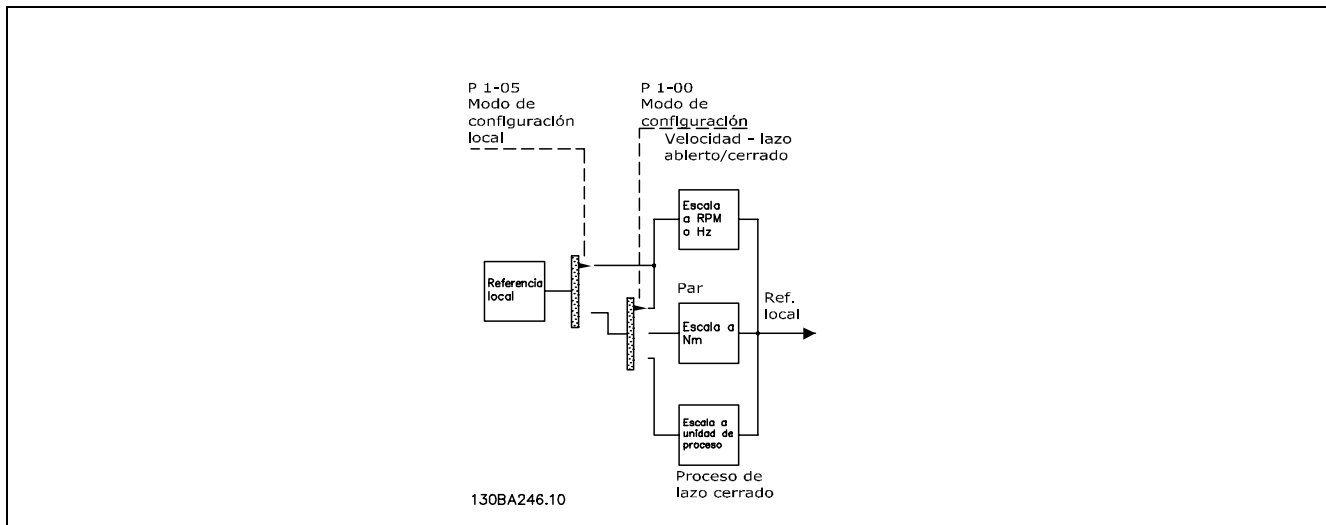 P 1-05
Modo de
configuración
local
P 1-00
Modo de
configuración
Velocidad - lazo
abierto/cerrado
Escala
a RPM
o Hz
Referencia
local
Par
Escala a
Nm
Ref.
local
Escala a
unidad de
proceso
Proceso de
lazo cerrado
130BA246.10